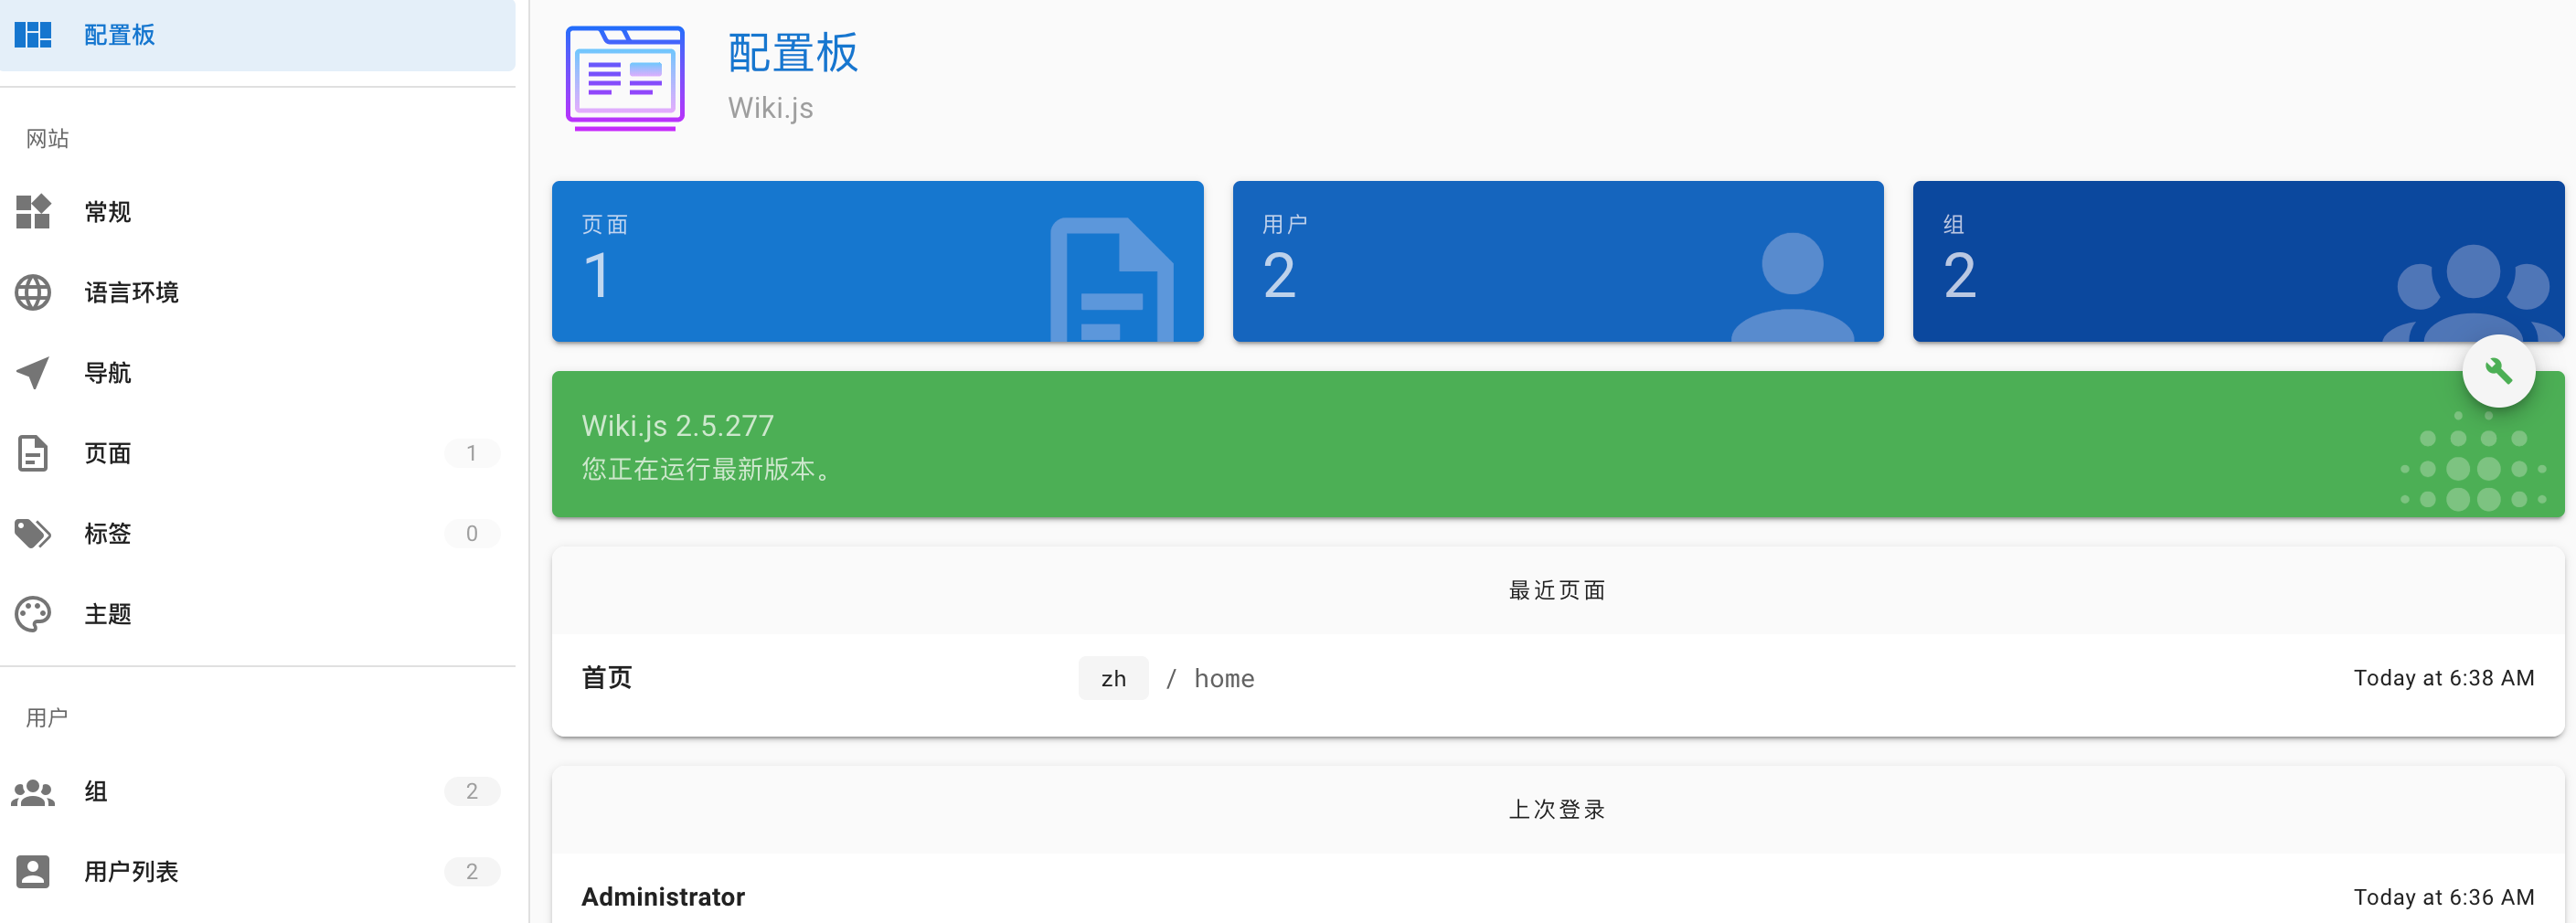 配置板
网站
常规
语言环境
导航
页面 1
标签 0
主题
用户
组 2
用户列表 2
配置板
Wiki.js
页面
1
用户
2
组
2
Wiki.js 2.5.277
您正在运行最新版本。
最近页面
首页 zh / home Today at 6:38 AM
上次登录
Administrator Today at 6:36 AM